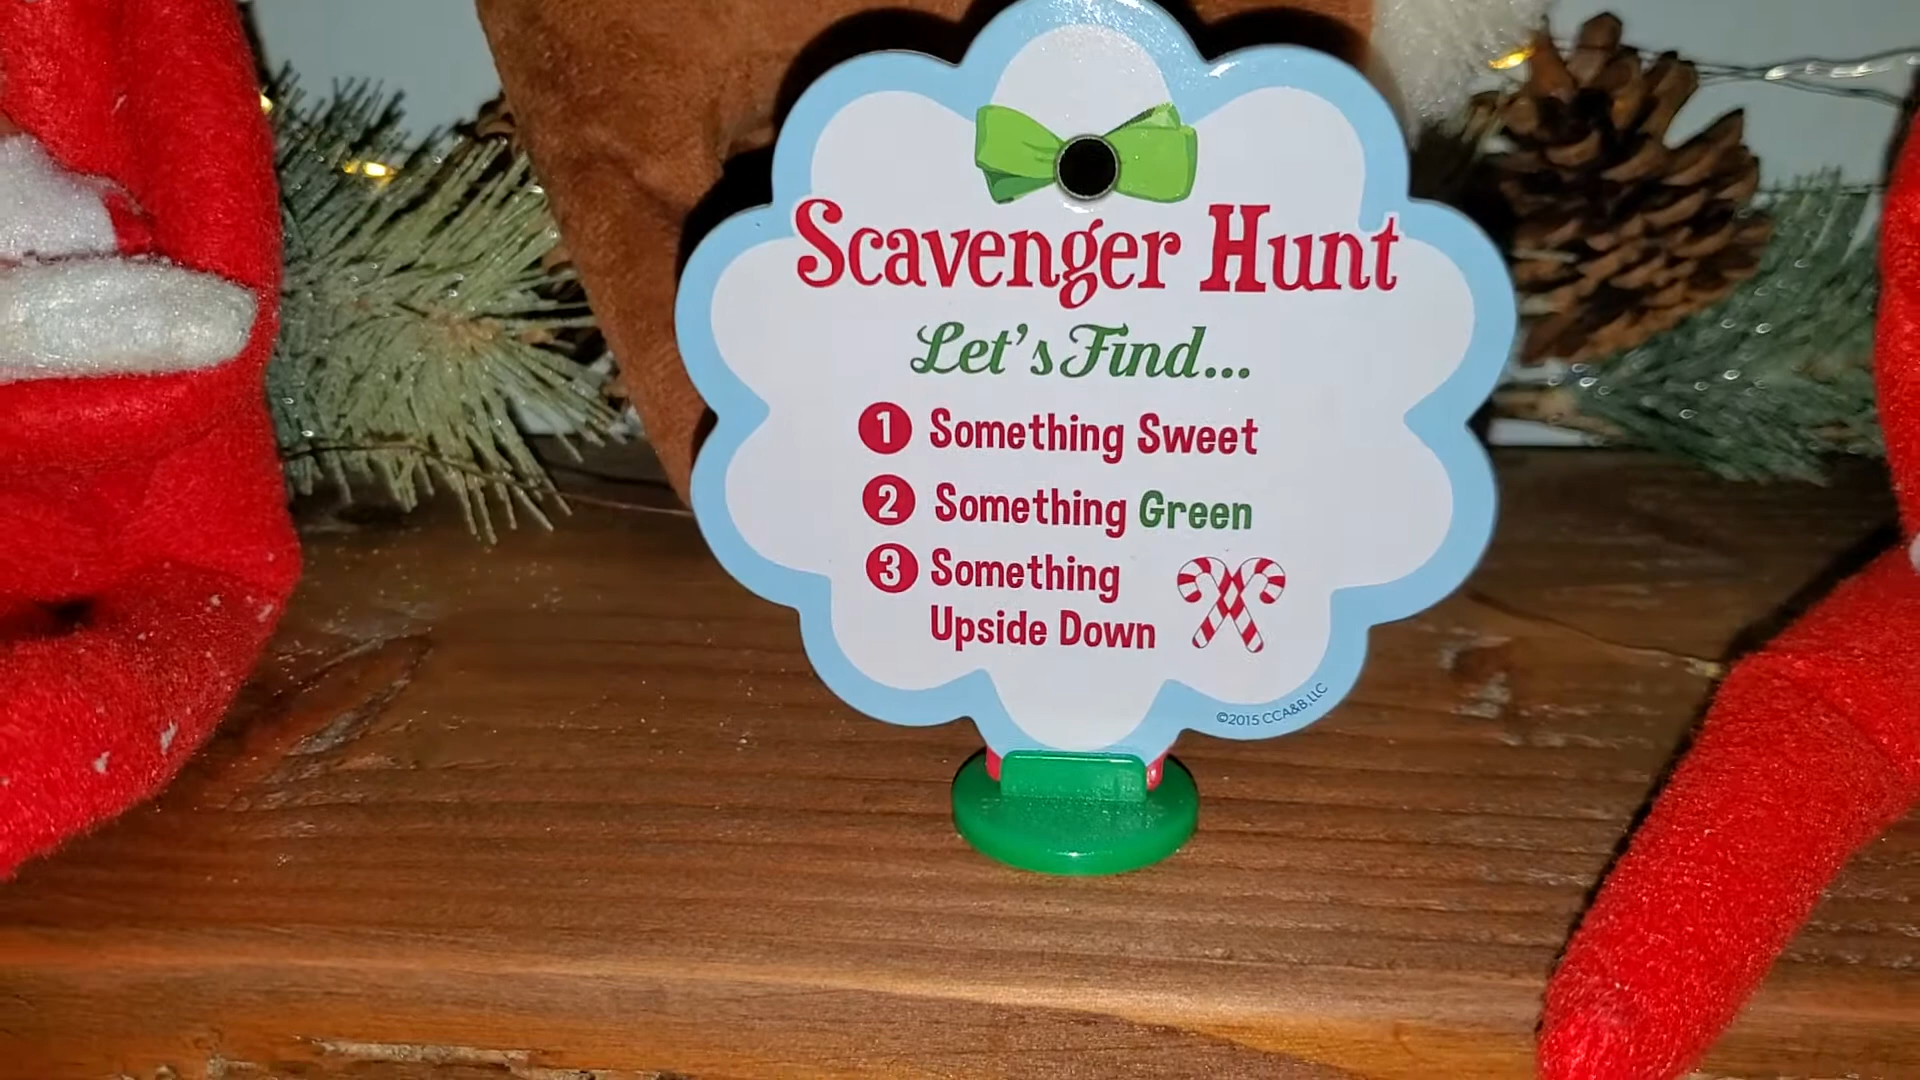 Scavenger Hunt
Let's Find...
1 Something Sweet
2 Something Green
3 Something
Upside Down
©2015 CCA&B, LLC